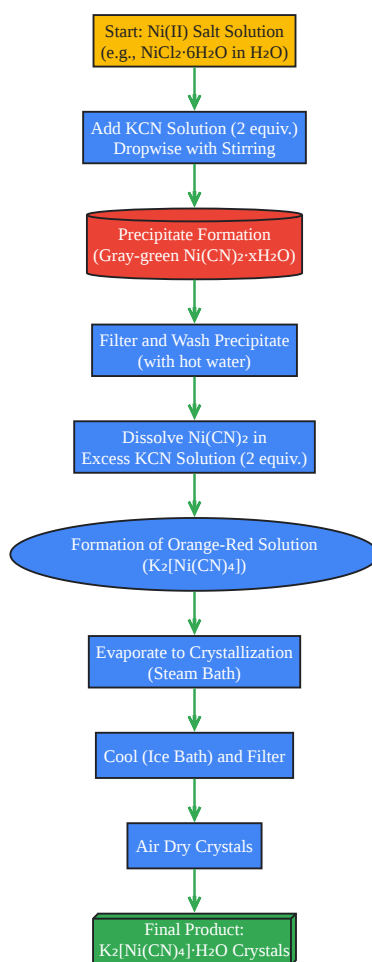 Start: Ni(II) Salt Solution
(e.g., NiCl₂·6H₂O in H₂O)
Add KCN Solution (2 equiv.)
Dropwise with Stirring
Precipitate Formation
(Gray-green Ni(CN)₂·xH₂O)
Filter and Wash Precipitate
(with hot water)
Dissolve Ni(CN)₂ in
Excess KCN Solution (2 equiv.)
Formation of Orange-Red Solution
(K₂[Ni(CN)₄])
Evaporate to Crystallization
(Steam Bath)
Cool (Ice Bath) and Filter
Air Dry Crystals
Final Product:
K₂[Ni(CN)₄]·H₂O Crystals